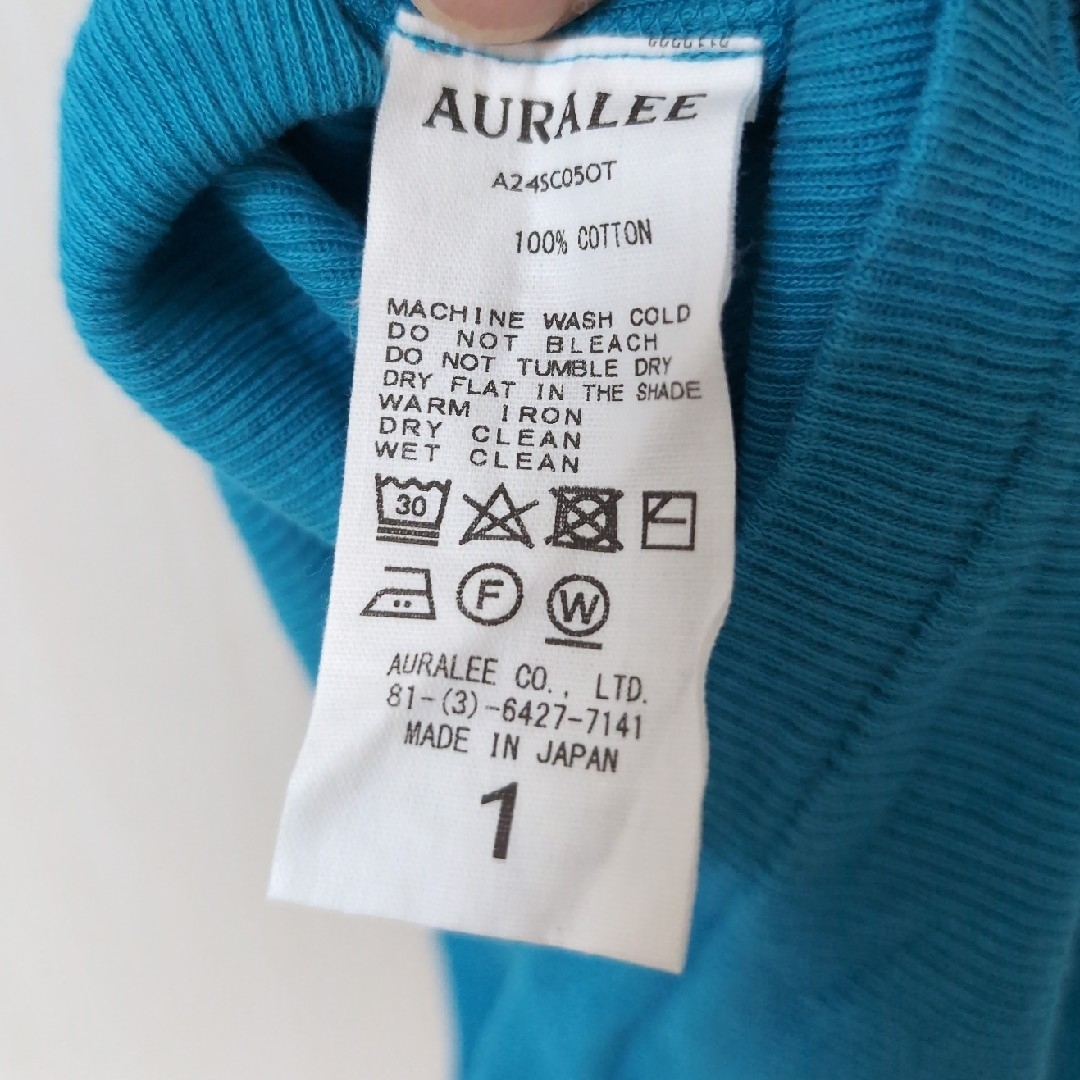 AURALEE
A24SC05OT
100% COTTON
MACHINE WASH COLD
DO NOT BLEACH
DO NOT TUMBLE DRY
DRY FLAT IN THE SHADE
WARM IRON
DRY CLEAN
WET CLEAN
30
F W
AURALEE CO., LTD.
81-(3)-6427-7141
MADE IN JAPAN
1